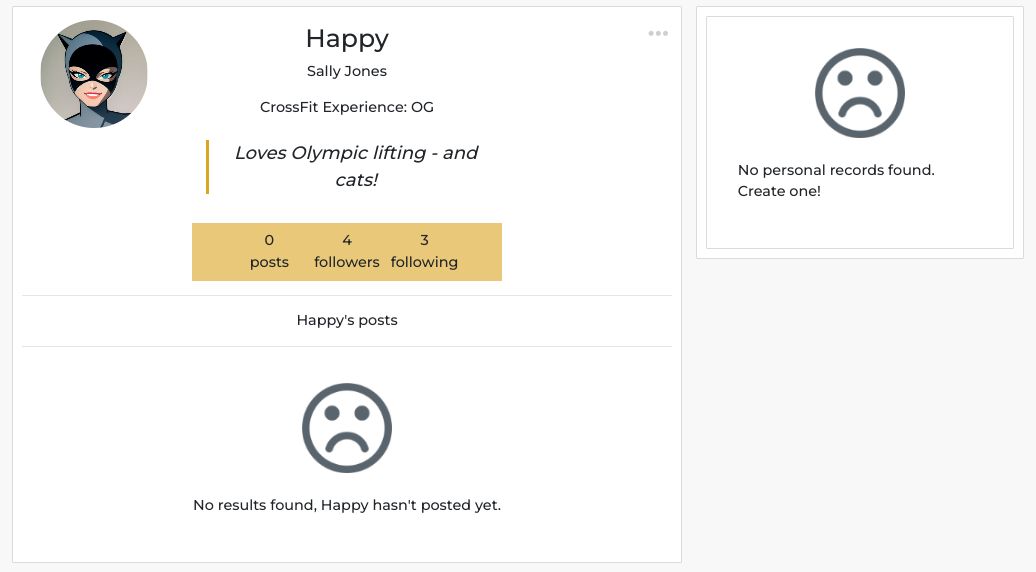 Happy
Sally Jones
CrossFit Experience: OG
Loves Olympic lifting - and
cats!
0 4 3
posts followers following
Happy's posts
No results found, Happy hasn't posted yet.
No personal records found.
Create one!